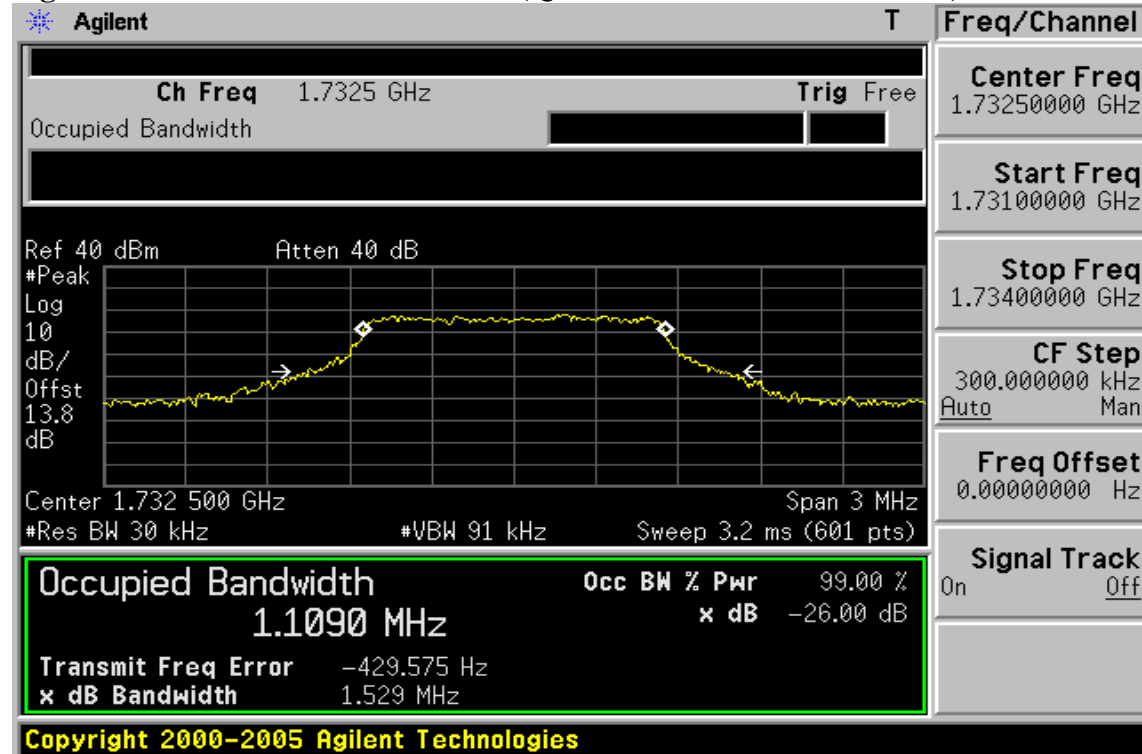 Agilent T Freq/Channel
Ch Freq 1.7325 GHz Trig Free
Occupied Bandwidth
Center Freq
1.73250000 GHz
Start Freq
1.73100000 GHz
Stop Freq
1.73400000 GHz
CF Step
300.000000 kHz
Auto Man
Freq Offset
0.00000000 Hz
Signal Track
On Off
Ref 40 dBm Atten 40 dB
#Peak
Log
10
dB/
Offst
13.8
dB
Center 1.732 500 GHz Span 3 MHz
#Res BW 30 kHz #VBW 91 kHz Sweep 3.2 ms (601 pts)
Occupied Bandwidth Occ BW % Pwr 99.00 %
1.1090 MHz x dB -26.00 dB
Transmit Freq Error -429.575 Hz
x dB Bandwidth 1.529 MHz
Copyright 2000-2005 Agilent Technologies